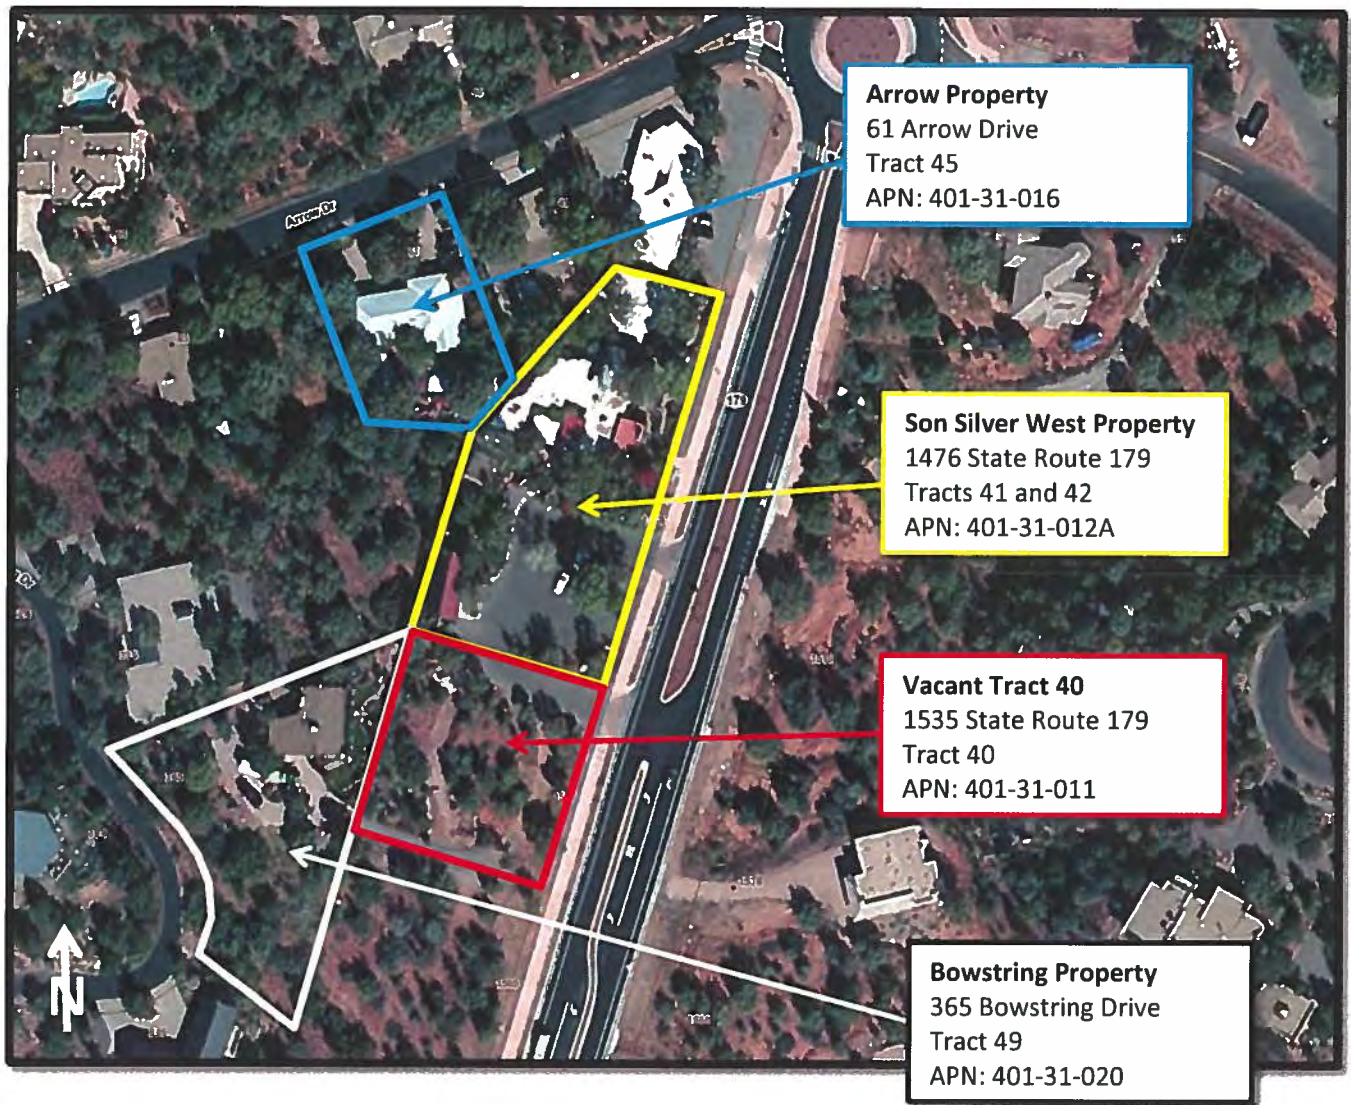 Arrow Property
61 Arrow Drive
Tract 45
APN: 401-31-016
Arrow Dr
179
Son Silver West Property
1476 State Route 179
Tracts 41 and 42
APN: 401-31-012A
Vacant Tract 40
1535 State Route 179
Tract 40
APN: 401-31-011
Bowstring Property
365 Bowstring Drive
Tract 49
APN: 401-31-020
N